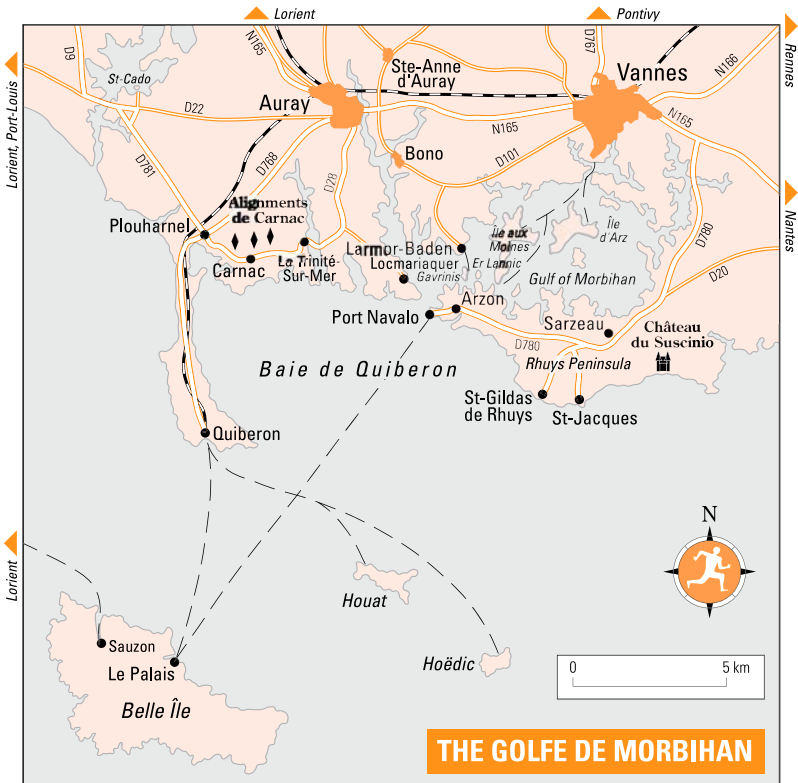 Lorient
Pontivy
Rennes
Lorient, Port-Louis
Nantes
Lorient
D9
N165
D767
N166
St-Cado
Ste-Anne
d'Auray
Vannes
Auray
D22
N165
N165
Bono
D101
D781
D768
D28
D780
Alignments
de Carnac
Plouharnel
Carnac
La Trinité-
Sur-Mer
Larmor-Baden
Locmariaquer
Gavrinis
Île aux
Moines
Er Lannic
Île
d'Arz
Gulf of Morbihan
D20
Arzon
Port Navalo
Sarzeau
Château
du Suscinio
D780
Rhuys Peninsula
Baie de Quiberon
St-Gildas
de Rhuys
St-Jacques
Quiberon
N
Houat
Hoëdic
Sauzon
Le Palais
Belle Île
0
5 km
THE GOLFE DE MORBIHAN